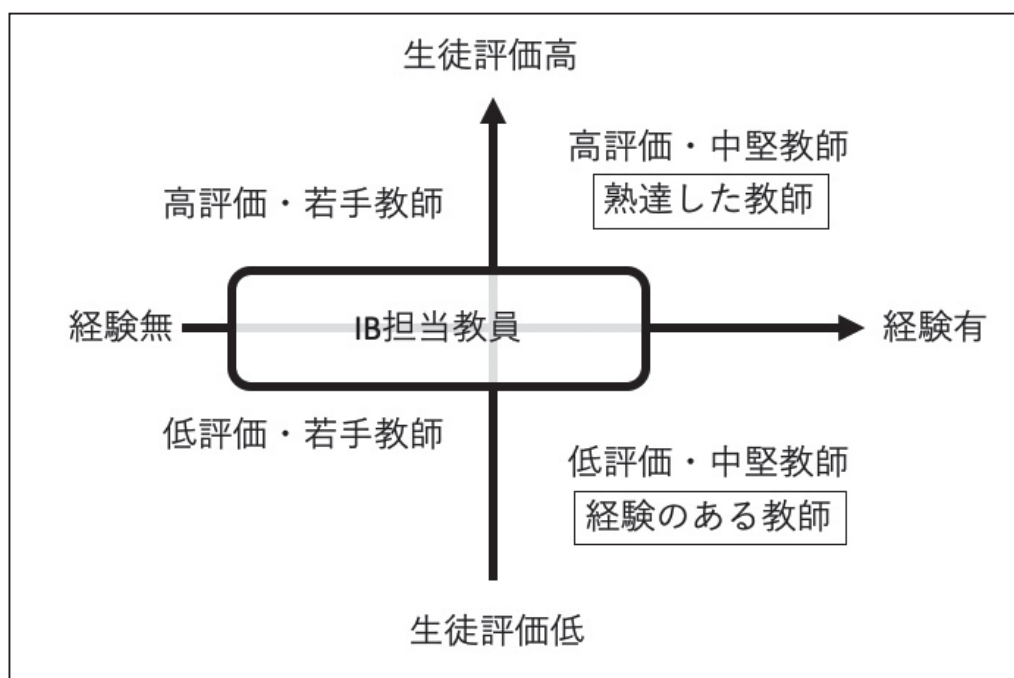 生徒評価高
高評価・中堅教師
熟達した教師
高評価・若手教師
経験無
IB担当教員
経験有
低評価・若手教師
低評価・中堅教師
経験のある教師
生徒評価低